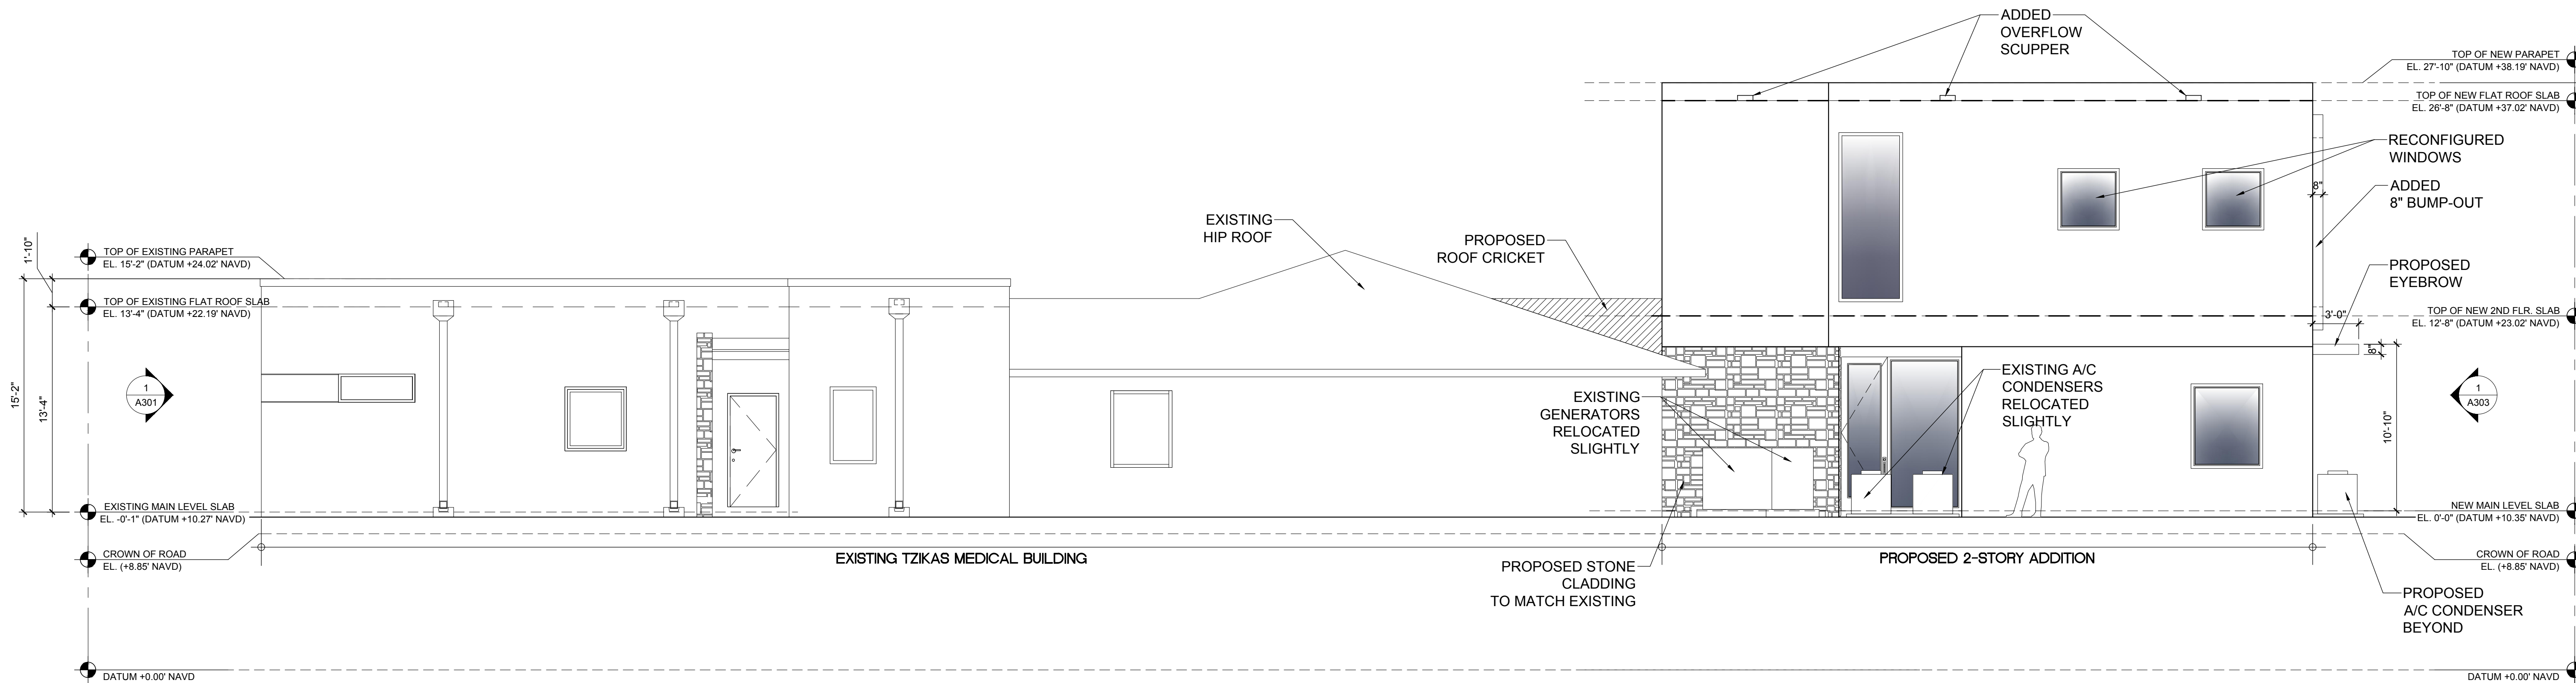 ADDED
OVERFLOW
SCUPPER
TOP OF NEW PARAPET
EL. 27'-10" (DATUM +38.19' NAVD)
TOP OF NEW FLAT ROOF SLAB
EL. 26'-8" (DATUM +37.02' NAVD)
RECONFIGURED
WINDOWS
8"
ADDED
8" BUMP-OUT
EXISTING
HIP ROOF
PROPOSED
ROOF CRICKET
PROPOSED
EYEBROW
1'-10"
TOP OF EXISTING PARAPET
EL. 15'-2" (DATUM +24.02' NAVD)
TOP OF EXISTING FLAT ROOF SLAB
EL. 13'-4" (DATUM +22.19' NAVD)
TOP OF NEW 2ND FLR. SLAB
EL. 12'-8" (DATUM +23.02' NAVD)
3'-0"
8"
15'-2"
13'-4"
1
A301
EXISTING
GENERATORS
RELOCATED
SLIGHTLY
EXISTING A/C
CONDENSERS
RELOCATED
SLIGHTLY
10'-10"
1
A303
EXISTING MAIN LEVEL SLAB
EL. -0'-1" (DATUM +10.27' NAVD)
NEW MAIN LEVEL SLAB
EL. 0'-0" (DATUM +10.35' NAVD)
CROWN OF ROAD
EL. (+8.85' NAVD)
EXISTING TZIKAS MEDICAL BUILDING
PROPOSED 2-STORY ADDITION
CROWN OF ROAD
EL. (+8.85' NAVD)
PROPOSED STONE
CLADDING
TO MATCH EXISTING
PROPOSED
A/C CONDENSER
BEYOND
DATUM +0.00' NAVD
DATUM +0.00' NAVD